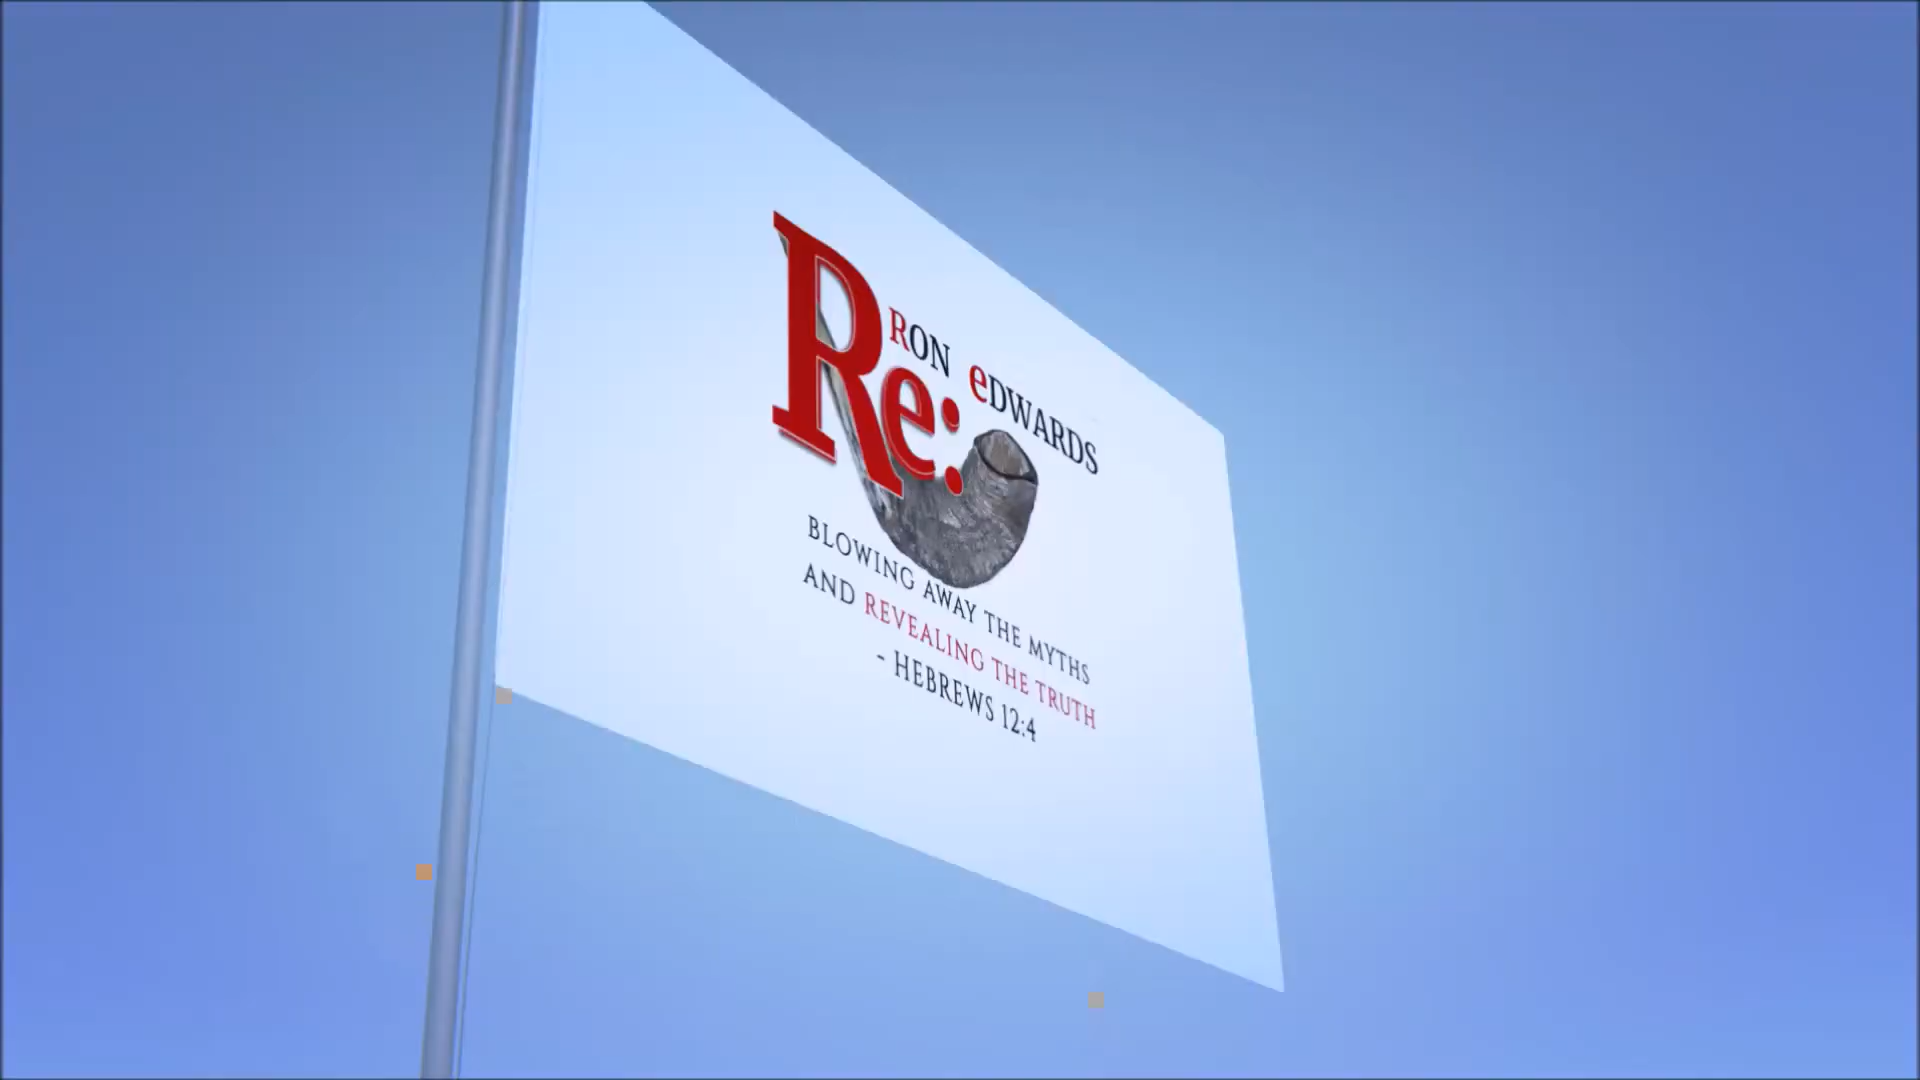 Re:
RON eDWARDS
BLOWING AWAY THE MYTHS
AND REVEALING THE TRUTH
- HEBREWS 12:4